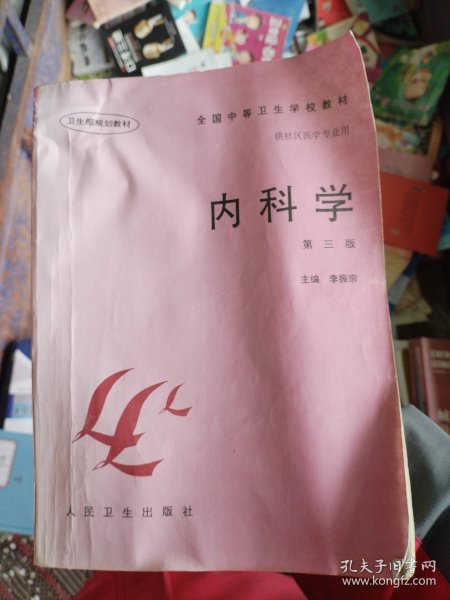 卫生部规划教材
全国中等卫生学校教材
供社区医学专业用
内科学
第三版
主编 李振宗
人民卫生出版社
孔夫子旧书网
www.kongfz.com